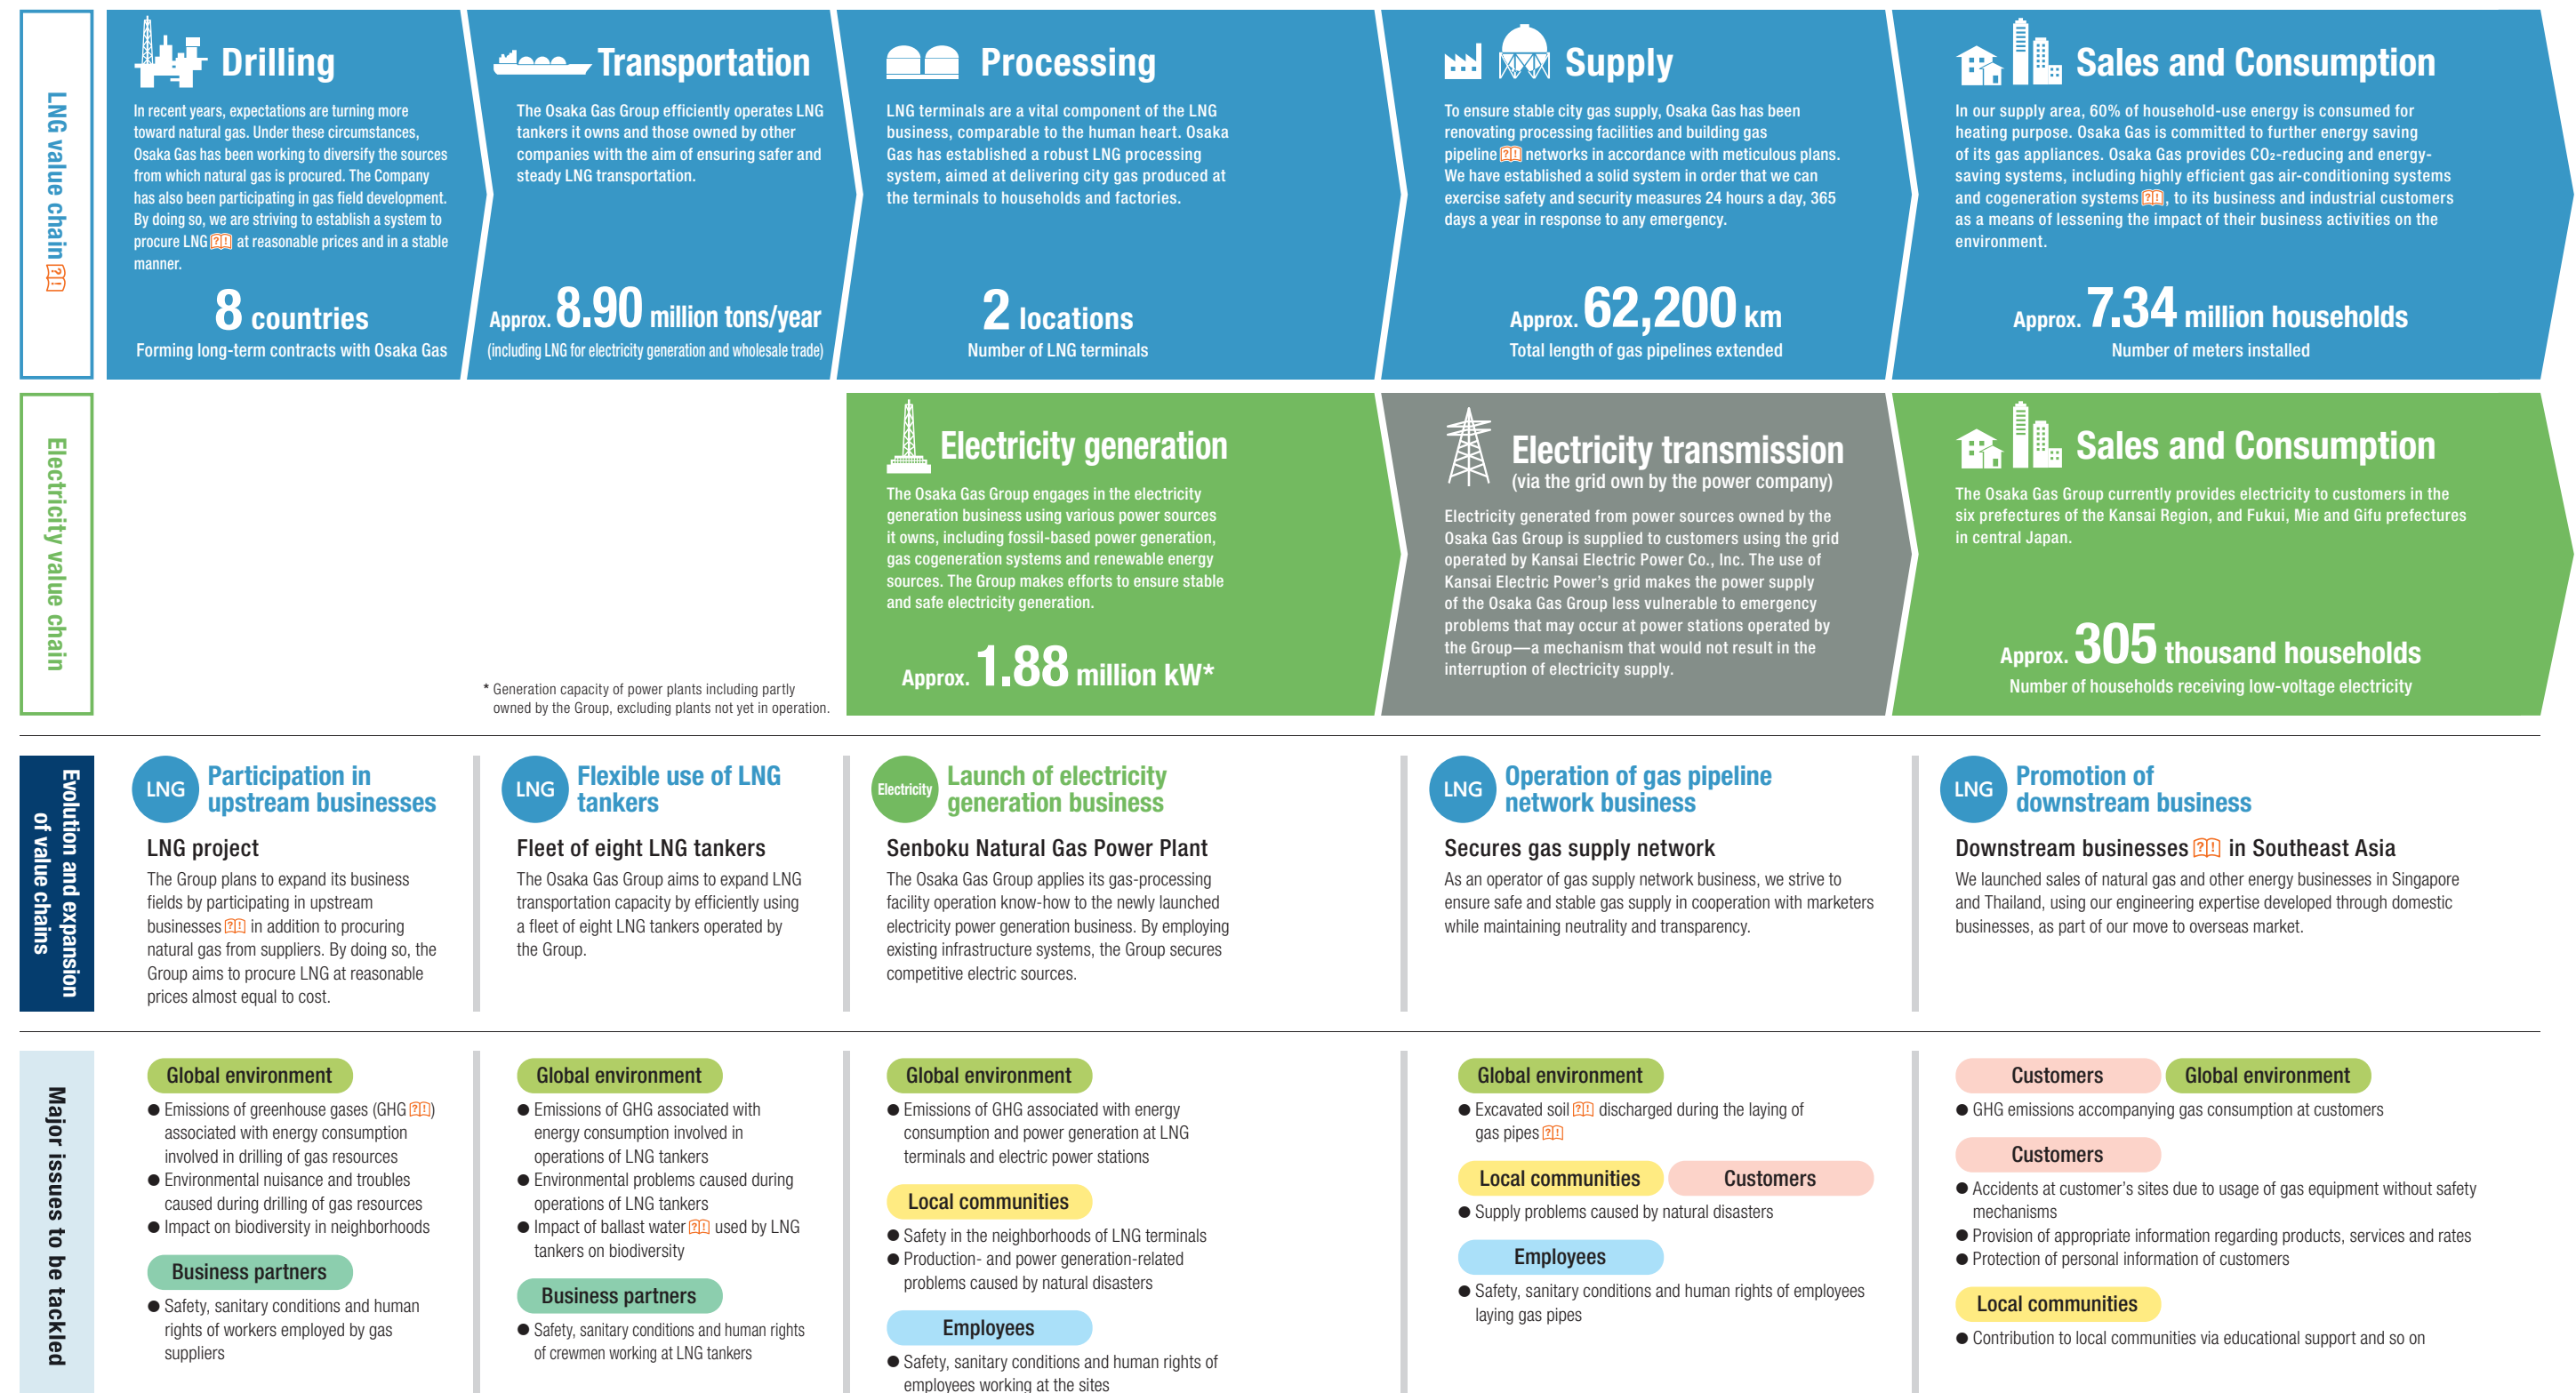 LNG value chain
Drilling
In recent years, expectations are turning more
toward natural gas. Under these circumstances,
Osaka Gas has been working to diversify the sources
from which natural gas is procured. The Company
has also been participating in gas field development.
By doing so, we are striving to establish a system to
procure LNG at reasonable prices and in a stable
manner.
8 countries
Forming long-term contracts with Osaka Gas
Transportation
The Osaka Gas Group efficiently operates LNG
tankers it owns and those owned by other
companies with the aim of ensuring safer and
steady LNG transportation.
Approx. 8.90 million tons/year
(including LNG for electricity generation and wholesale trade)
Processing
LNG terminals are a vital component of the LNG
business, comparable to the human heart. Osaka
Gas has established a robust LNG processing
system, aimed at delivering city gas produced at
the terminals to households and factories.
2 locations
Number of LNG terminals
Supply
To ensure stable city gas supply, Osaka Gas has been
renovating processing facilities and building gas
pipeline networks in accordance with meticulous plans.
We have established a solid system in order that we can
exercise safety and security measures 24 hours a day, 365
days a year in response to any emergency.
Approx. 62,200 km
Total length of gas pipelines extended
Sales and Consumption
In our supply area, 60% of household-use energy is consumed for
heating purpose. Osaka Gas is committed to further energy saving
of its gas appliances. Osaka Gas provides CO₂-reducing and energy-
saving systems, including highly efficient gas air-conditioning systems
and cogeneration systems, to its business and industrial customers
as a means of lessening the impact of their business activities on the
environment.
Approx. 7.34 million households
Number of meters installed
Electricity value chain
* Generation capacity of power plants including partly
owned by the Group, excluding plants not yet in operation.
Electricity generation
The Osaka Gas Group engages in the electricity
generation business using various power sources
it owns, including fossil-based power generation,
gas cogeneration systems and renewable energy
sources. The Group makes efforts to ensure stable
and safe electricity generation.
Approx. 1.88 million kW*
Electricity transmission
(via the grid own by the power company)
Electricity generated from power sources owned by the
Osaka Gas Group is supplied to customers using the grid
operated by Kansai Electric Power Co., Inc. The use of
Kansai Electric Power's grid makes the power supply
of the Osaka Gas Group less vulnerable to emergency
problems that may occur at power stations operated by
the Group—a mechanism that would not result in the
interruption of electricity supply.
Sales and Consumption
The Osaka Gas Group currently provides electricity to customers in the
six prefectures of the Kansai Region, and Fukui, Mie and Gifu prefectures
in central Japan.
Approx. 305 thousand households
Number of households receiving low-voltage electricity
Evolution and expansion
of value chains
LNG
Participation in
upstream businesses
LNG project
The Group plans to expand its business
fields by participating in upstream
businesses in addition to procuring
natural gas from suppliers. By doing so, the
Group aims to procure LNG at reasonable
prices almost equal to cost.
LNG
Flexible use of LNG
tankers
Fleet of eight LNG tankers
The Osaka Gas Group aims to expand LNG
transportation capacity by efficiently using
a fleet of eight LNG tankers operated by
the Group.
Electricity
Launch of electricity
generation business
Senboku Natural Gas Power Plant
The Osaka Gas Group applies its gas-processing
facility operation know-how to the newly launched
electricity power generation business. By employing
existing infrastructure systems, the Group secures
competitive electric sources.
LNG
Operation of gas pipeline
network business
Secures gas supply network
As an operator of gas supply network business, we strive to
ensure safe and stable gas supply in cooperation with marketers
while maintaining neutrality and transparency.
LNG
Promotion of
downstream business
Downstream businesses in Southeast Asia
We launched sales of natural gas and other energy businesses in Singapore
and Thailand, using our engineering expertise developed through domestic
businesses, as part of our move to overseas market.
Major issues to be tackled
Global environment
● Emissions of greenhouse gases (GHG)
associated with energy consumption
involved in drilling of gas resources
● Environmental nuisance and troubles
caused during drilling of gas resources
● Impact on biodiversity in neighborhoods
Business partners
● Safety, sanitary conditions and human
rights of workers employed by gas
suppliers
Global environment
● Emissions of GHG associated with
energy consumption involved in
operations of LNG tankers
● Environmental problems caused during
operations of LNG tankers
● Impact of ballast water used by LNG
tankers on biodiversity
Business partners
● Safety, sanitary conditions and human rights
of crewmen working at LNG tankers
Global environment
● Emissions of GHG associated with energy
consumption and power generation at LNG
terminals and electric power stations
Local communities
● Safety in the neighborhoods of LNG terminals
● Production- and power generation-related
problems caused by natural disasters
Employees
● Safety, sanitary conditions and human rights of
employees working at the sites
Global environment
● Excavated soil discharged during the laying of
gas pipes
Local communities Customers
● Supply problems caused by natural disasters
Employees
● Safety, sanitary conditions and human rights of employees
laying gas pipes
Customers Global environment
● GHG emissions accompanying gas consumption at customers
Customers
● Accidents at customer's sites due to usage of gas equipment without safety
mechanisms
● Provision of appropriate information regarding products, services and rates
● Protection of personal information of customers
Local communities
● Contribution to local communities via educational support and so on